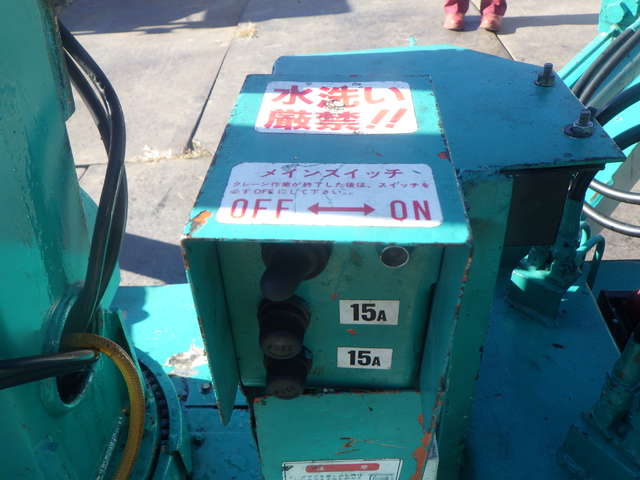 水洗い
厳禁!!
メインスイッチ
クレーン作業が終了した後は、スイッチを
必ずOFFにして下さい。
OFF ↔ ON
15A
15A